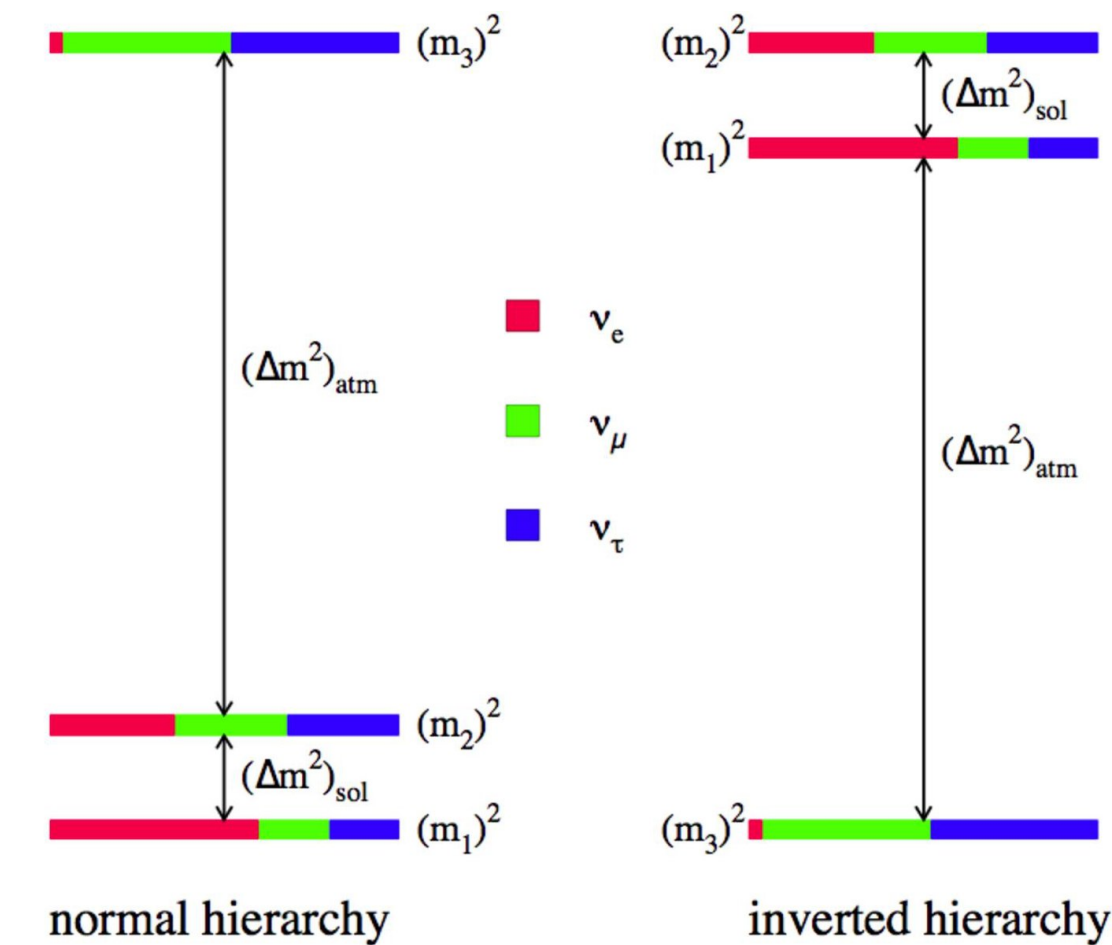 (m₃)²
(Δm²)atm
(m₂)²
(Δm²)sol
(m₁)²
normal hierarchy
νe
νμ
ντ
(m₂)²
(Δm²)sol
(m₁)²
(Δm²)atm
(m₃)²
inverted hierarchy